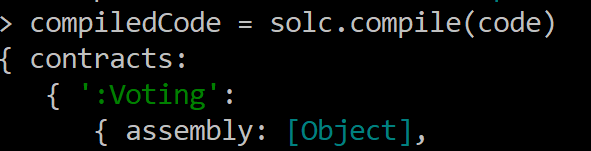 > compiledCode = solc.compile(code)
{ contracts:
{ ':Voting':
{ assembly: [Object],